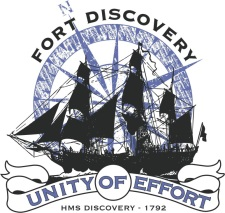 N
FORT DISCOVERY
UNITY OF EFFORT
HMS DISCOVERY - 1792